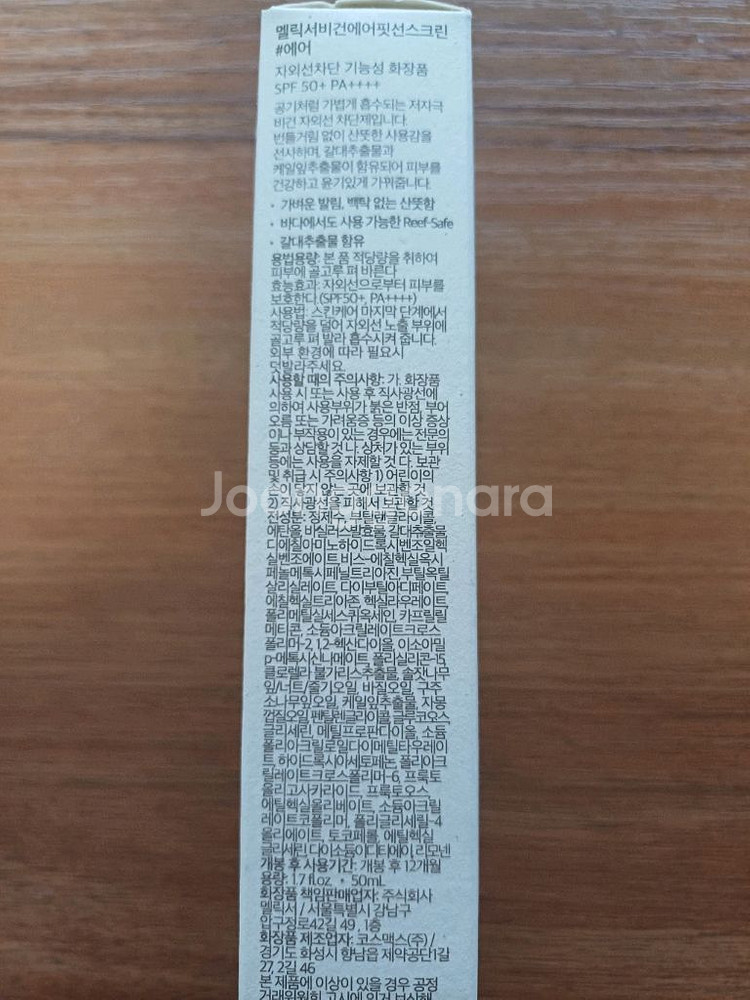 멜릭서비건에어핏선스크린
#에어
자외선차단 기능성 화장품
SPF 50+ PA++++
공기처럼 가볍게 흡수되는 저자극
비건 자외선 차단제입니다.
번들거림 없이 산뜻한 사용감을
선사하며, 갈대추출물과
케일잎추출물이 함유되어 피부를
건강하고 윤기있게 가꿔줍니다.
• 가벼운 발림, 백탁 없는 산뜻함
• 바다에서도 사용 가능한 Reef-Safe
• 갈대추출물 함유
용법용량: 본 품 적당량을 취하여
피부에 골고루 펴 바른다
효능효과: 자외선으로부터 피부를
보호한다.(SPF50+, PA++++)
사용법: 스킨케어 마지막 단계에서
적당량을 덜어 자외선 노출 부위에
골고루 펴 발라 흡수시켜 줍니다.
외부 환경에 따라 필요시
덧발라주세요.
사용할 때의 주의사항: 가. 화장품
사용 시 또는 사용 후 직사광선에
의하여 사용부위가 붉은 반점, 부어
오름 또는 가려움증 등의 이상 증상
이나 부작용이 있는 경우에는 전문의
등과 상담할 것 나. 상처가 있는 부위
등에는 사용을 자제할 것 다. 보관
및 취급 시 주의사항 1) 어린이의
손이 닿지 않는 곳에 보관할 것
2) 직사광선을 피해서 보관할 것
전성분: 정제수, 부틸렌글라이콜,
에탄올, 바실러스발효물, 갈대추출물,
디에칠아미노하이드록시벤조일헥
실벤조에이트, 비스-에칠헥실옥시
페놀메톡시페닐트리아진,부틸옥틸
살리실레이트, 다이부틸아디페이트,
에칠헥실트리아존, 헥실라우레이트,
폴리메틸실세스퀴옥세인, 카프릴릴
메티콘, 소듐아크릴레이트크로스
폴리머-2, 1,2-헥산다이올, 이소아밀
p-메톡시신나메이트, 폴리실리콘-15,
클로렐라 불가리스추출물, 솔잣나무
잎/너트/줄기오일, 바질오일, 구주
소나무잎오일, 케일잎추출물, 자몽
껍질오일,펜틸렌글라이콜,글루코오스,
글리세린, 메틸프로판다이올, 소듐
폴리아크릴로일다이메틸타우레이
트, 하이드록시아세토페논, 폴리아크
릴레이트크로스폴리머-6, 프룩토
올리고사카라이드, 프룩토오스,
에틸헥실올리베이트, 소듐아크릴
레이트코폴리머, 폴리글리세릴-4
올리에이트, 토코페롤, 에틸헥실
글리세린,다이소듐이디티에이, 리모넨
개봉 후 사용기간: 개봉 후 12개월
용량: 1.7 fl.oz. • 50mL
화장품 책임판매업자: 주식회사
멜릭서 / 서울특별시 강남구
압구정로42길 49 , 1층
화장품 제조업자: 코스맥스(주) /
경기도 화성시 향남읍 제약공단1길
27, 2길 46
본 제품에 이상이 있을 경우 공정
거래위원회 고시에 의거 보상해